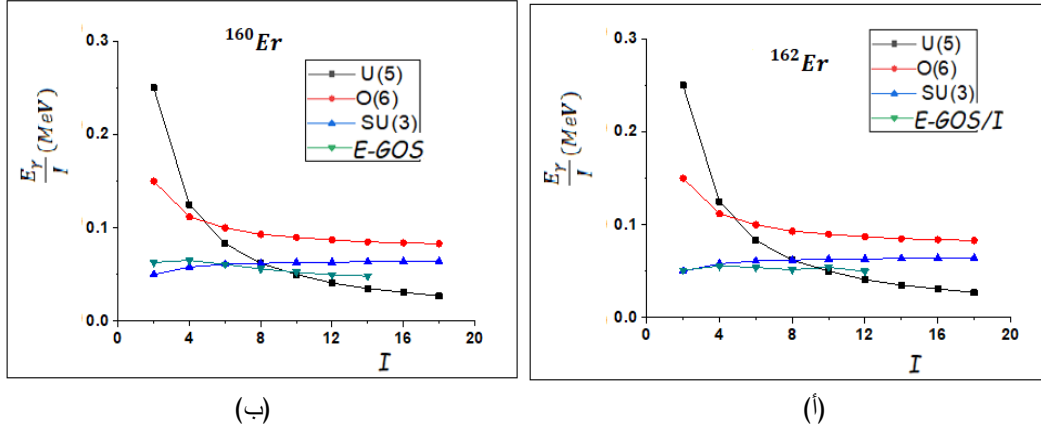 ¹⁶⁰Er
U(5)
O(6)
SU(3)
E-GOS
Eγ/I (MeV)
0.3
0.2
0.1
0.0
0 4 8 12 16 20
I
(ب)
¹⁶²Er
U(5)
O(6)
SU(3)
E-GOS/I
Eγ/I (MeV)
0.3
0.2
0.1
0.0
0 4 8 12 16 20
I
(أ)